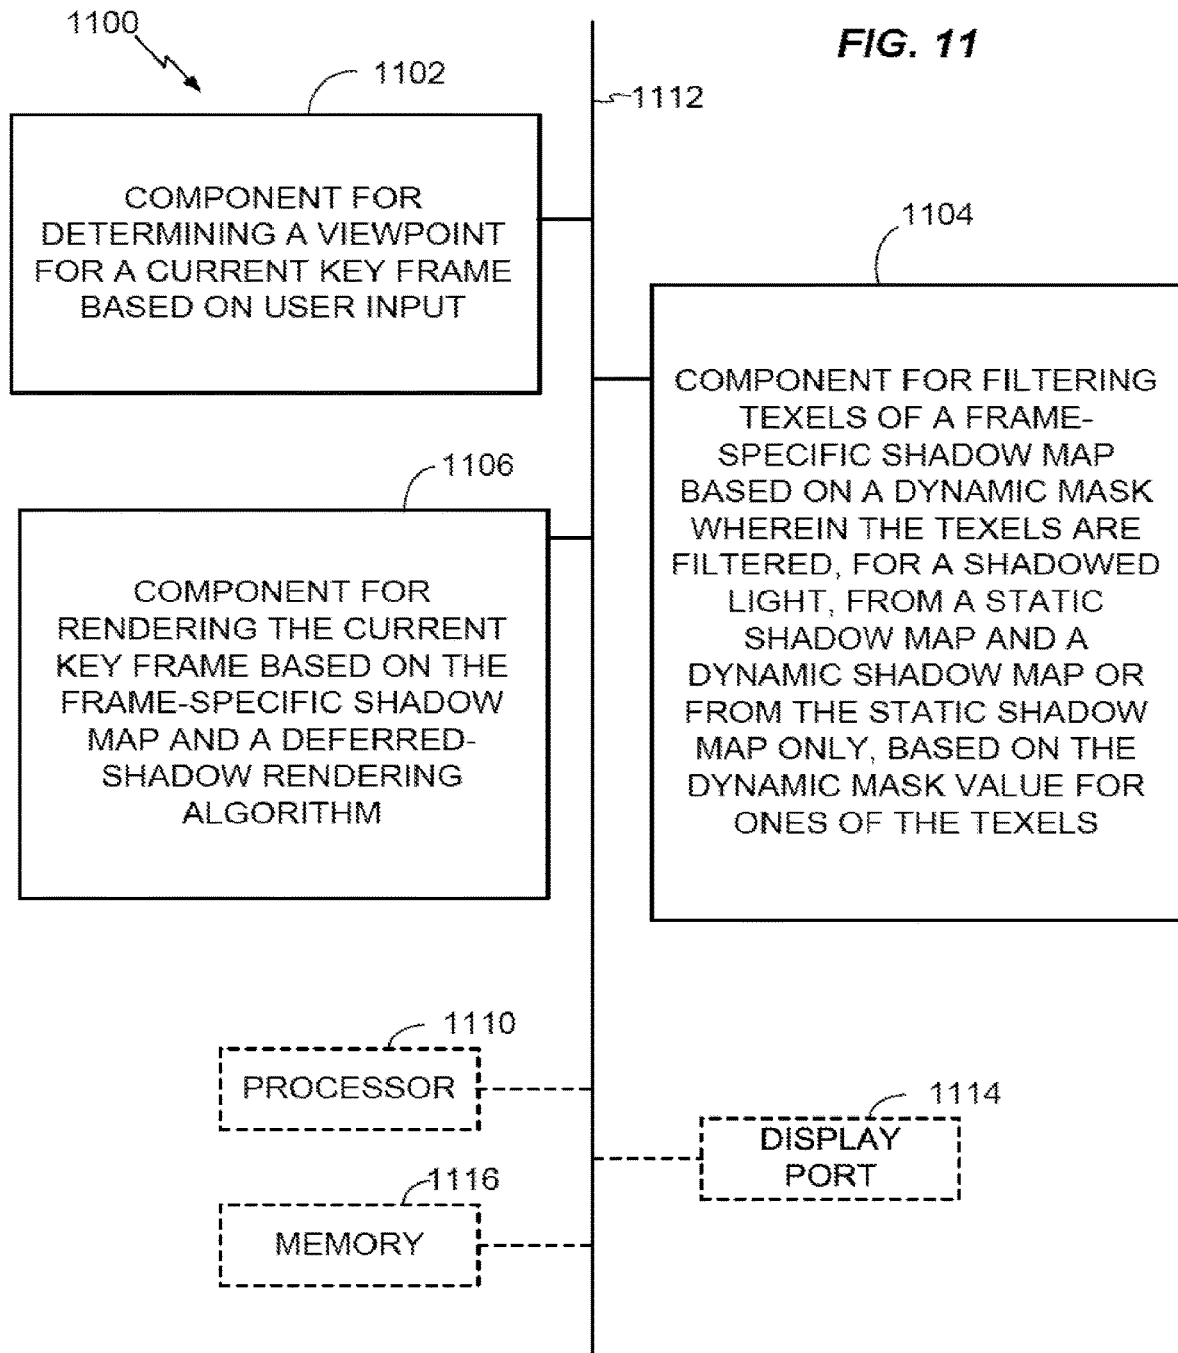 1100
FIG. 11
1102
1112
COMPONENT FOR
DETERMINING A VIEWPOINT
FOR A CURRENT KEY FRAME
BASED ON USER INPUT
1104
COMPONENT FOR FILTERING
TEXELS OF A FRAME-
SPECIFIC SHADOW MAP
BASED ON A DYNAMIC MASK
WHEREIN THE TEXELS ARE
FILTERED, FOR A SHADOWED
LIGHT, FROM A STATIC
SHADOW MAP AND A
DYNAMIC SHADOW MAP OR
FROM THE STATIC SHADOW
MAP ONLY, BASED ON THE
DYNAMIC MASK VALUE FOR
ONES OF THE TEXELS
1106
COMPONENT FOR
RENDERING THE CURRENT
KEY FRAME BASED ON THE
FRAME-SPECIFIC SHADOW
MAP AND A DEFERRED-
SHADOW RENDERING
ALGORITHM
1110
PROCESSOR
1114
DISPLAY
PORT
1116
MEMORY